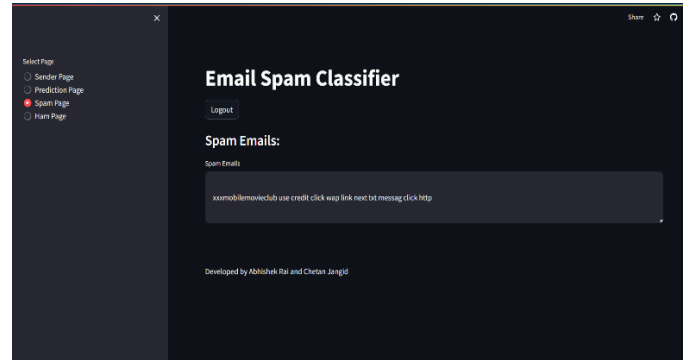 ×
Share
Select Page
Sender Page
Prediction Page
Spam Page
Ham Page
Email Spam Classifier
Logout
Spam Emails:
Spam Emails
xxxmobilemovieclub use credit click wap link next txt messag click http
Developed by Abhishek Rai and Chetan Jangid